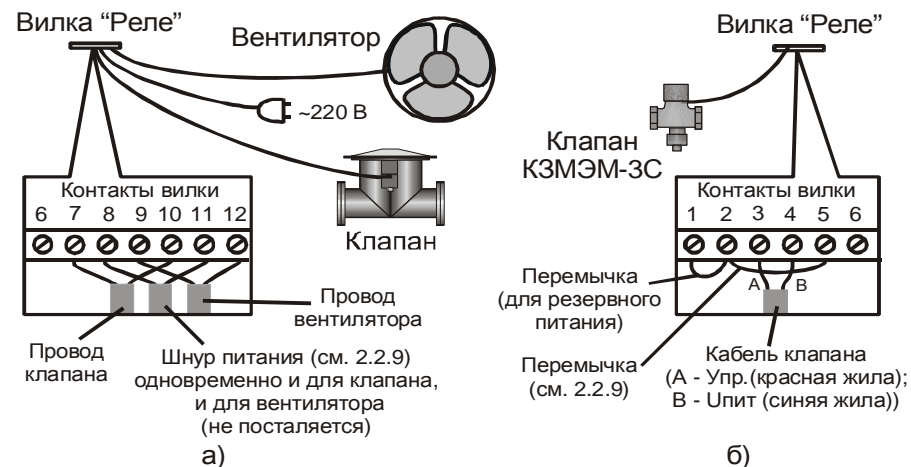 Вилка “Реле”
Вентилятор
~220 В
Клапан
Контакты вилки
6 7 8 9 10 11 12
Провод
клапана
Шнур питания (см. 2.2.9)
одновременно и для клапана,
и для вентилятора
(не посталяется)
Провод
вентилятора
а)
Вилка “Реле”
Клапан
КЗМЭМ-3С
Контакты вилки
1 2 3 4 5 6
Перемычка
(для резервного
питания)
А В
Перемычка
(см. 2.2.9)
Кабель клапана
(А - Упр.(красная жила);
В - Uпит (синяя жила))
б)